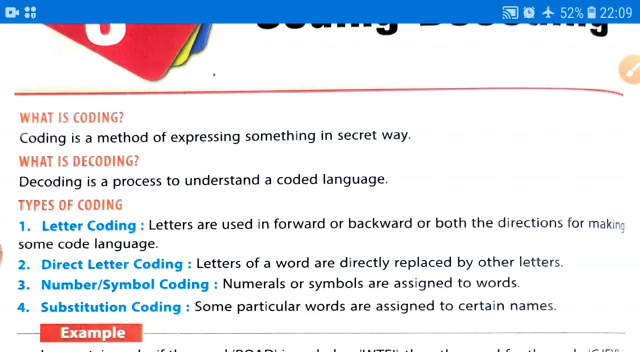 52% 22:09
Coding Decoding
WHAT IS CODING?
Coding is a method of expressing something in secret way.
WHAT IS DECODING?
Decoding is a process to understand a coded language.
TYPES OF CODING
1. Letter Coding : Letters are used in forward or backward or both the directions for making
some code language.
2. Direct Letter Coding : Letters of a word are directly replaced by other letters.
3. Number/Symbol Coding : Numerals or symbols are assigned to words.
4. Substitution Coding : Some particular words are assigned to certain names.
Example